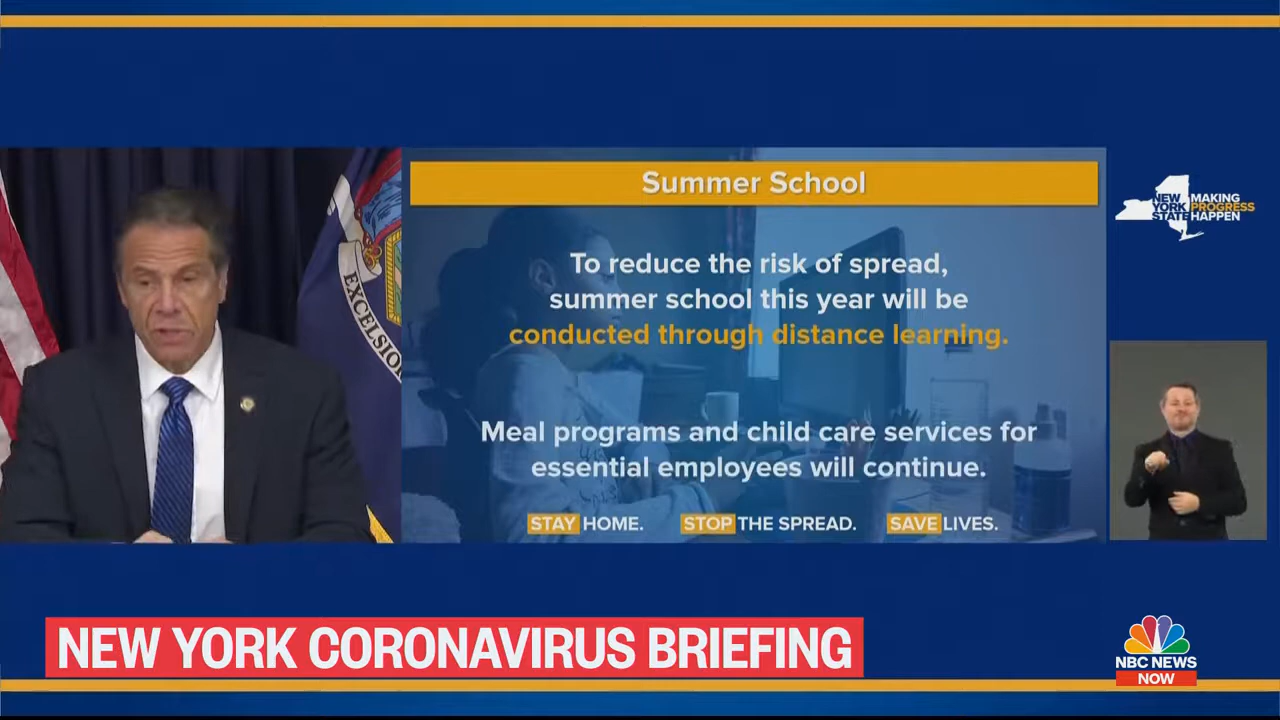 Summer School
To reduce the risk of spread,
summer school this year will be
conducted through distance learning.
Meal programs and child care services for
essential employees will continue.
STAY HOME. STOP THE SPREAD. SAVE LIVES.
EXCELSIO
NEW
YORK
STATE
MAKING
PROGRESS
HAPPEN
NEW YORK CORONAVIRUS BRIEFING
NBC NEWS
NOW